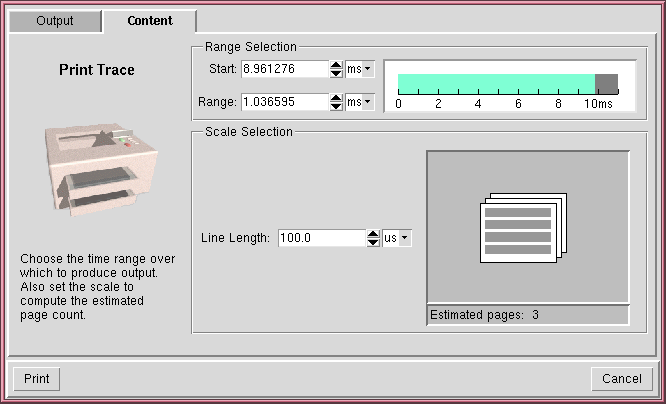 Output Content
Print Trace
Choose the time range over
which to produce output.
Also set the scale to
compute the estimated
page count.
Range Selection
Start: 8.961276 ms
Range: 1.036595 ms
0 2 4 6 8 10ms
Scale Selection
Line Length: 100.0 us
Estimated pages: 3
Print Cancel